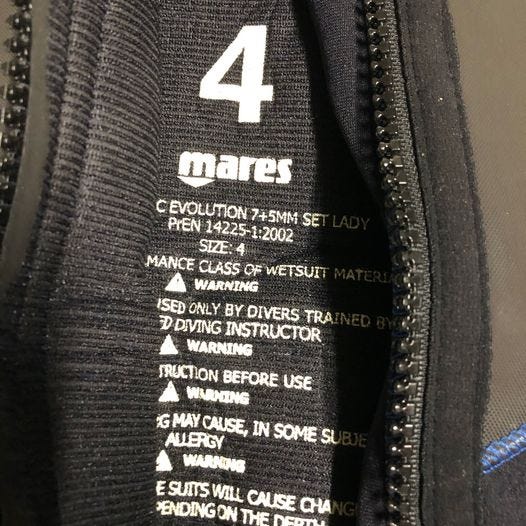 4
mares
C EVOLUTION 7+5MM SET LADY
PrEN 14225-1:2002
SIZE: 4
MANCE CLASS OF WETSUIT MATERIA
WARNING
ONLY BY DIVERS TRAINED BY
DIVING INSTRUCTOR
WARNING
TRUCTION BEFORE USE
WARNING
G MAY CAUSE, IN SOME SUBJE
ALLERGY
WARNING
E SUITS WILL CAUSE CHANG
PENDING ON THE DEPTH